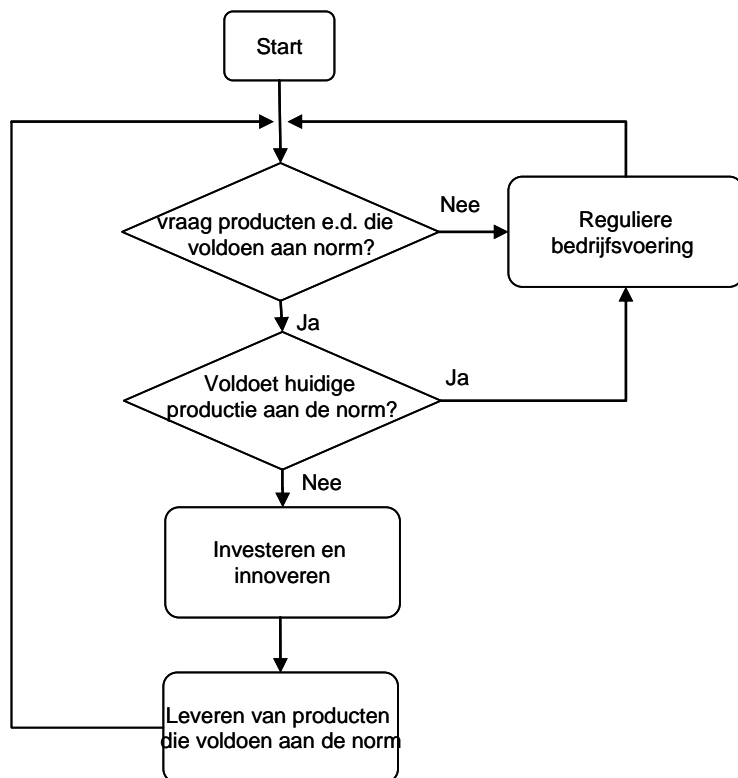 Start
vraag producten e.d. die
voldoen aan norm?
Nee
Reguliere
bedrijfsvoering
Ja
Voldoet huidige
productie aan de norm?
Ja
Nee
Investeren en
innoveren
Leveren van producten
die voldoen aan de norm